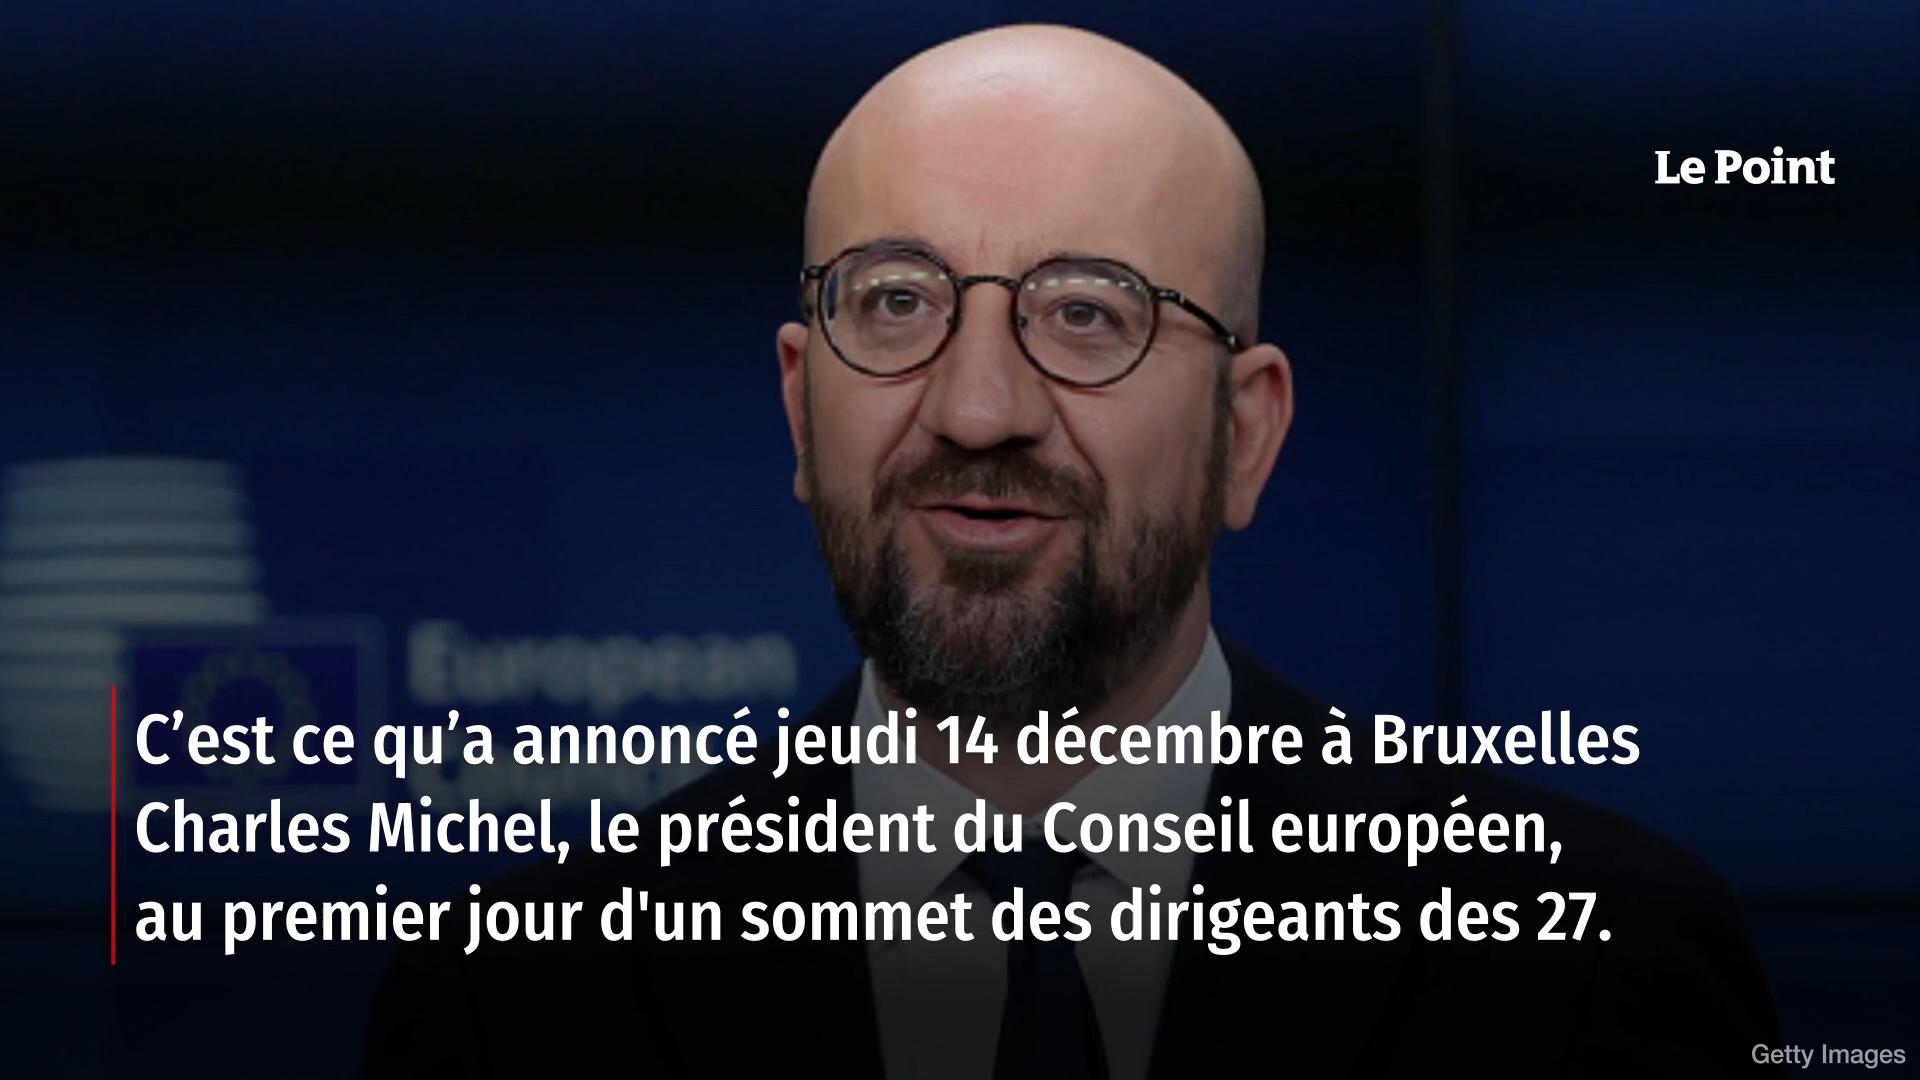 Le Point
European
C’est ce qu’a annoncé jeudi 14 décembre à Bruxelles
Charles Michel, le président du Conseil européen,
au premier jour d'un sommet des dirigeants des 27.
Getty Images